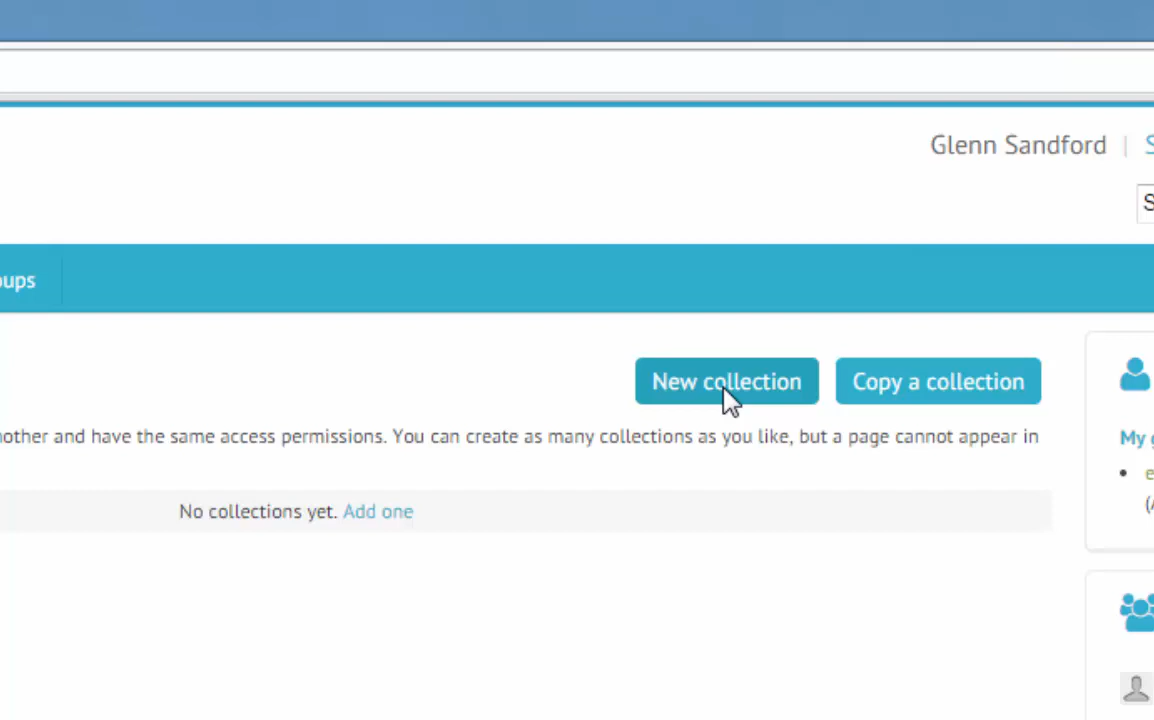 Glenn Sandford | S
S
oups
New collection Copy a collection
nother and have the same access permissions. You can create as many collections as you like, but a page cannot appear in
My g
No collections yet. Add one